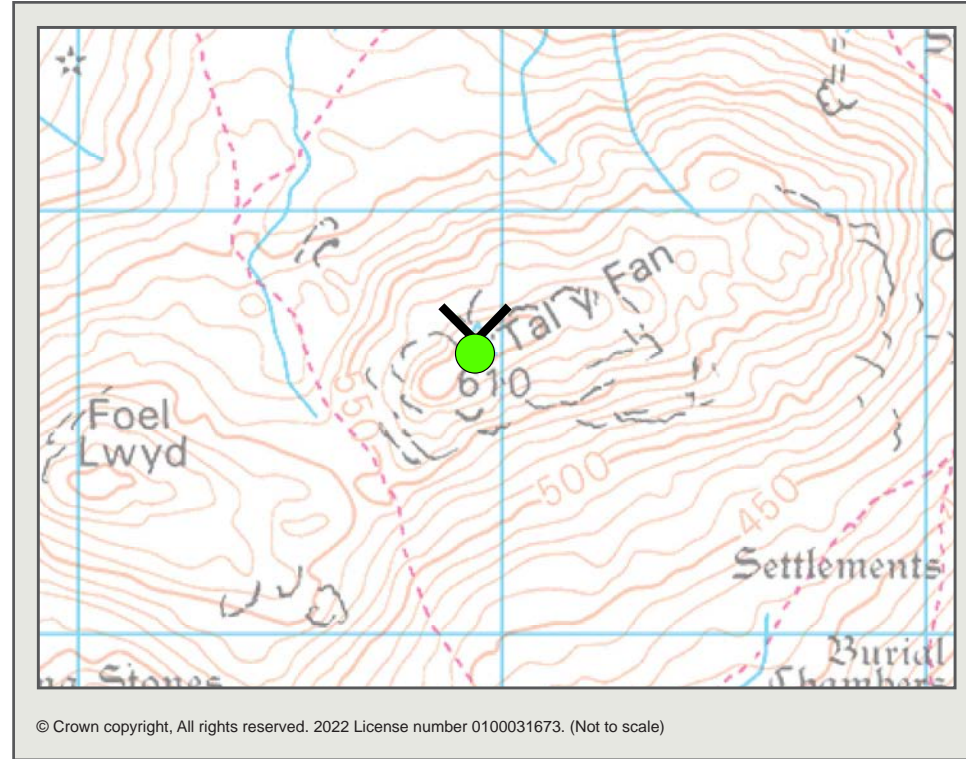 Tal y Fan
610
Foel
Lwyd
500
450
Settlements
Burial
Chambers
© Crown copyright, All rights reserved. 2022 License number 0100031673. (Not to scale)